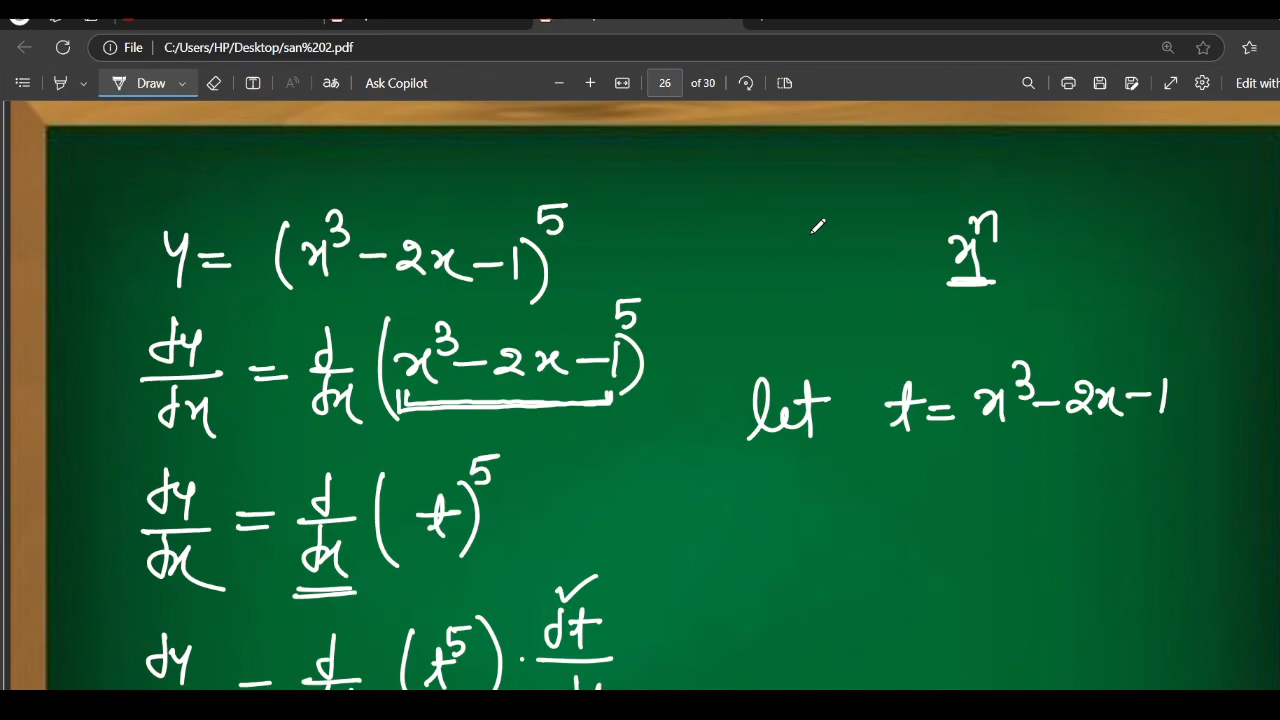 File | C:/Users/HP/Desktop/san%202.pdf
Draw Ask Copilot 26 of 30 Edit with
y = (x³ - 2x - 1)⁵
xⁿ
dy/dx = d/dx (x³ - 2x - 1)⁵
let t = x³ - 2x - 1
dy/dx = d/dx (t)⁵
dy = d (t⁵) · dt